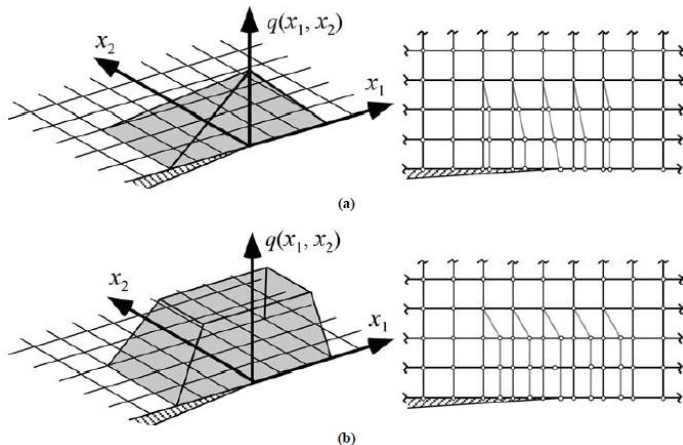 q(x₁, x₂)
x₂
x₁
(a)
q(x₁, x₂)
x₂
x₁
(b)